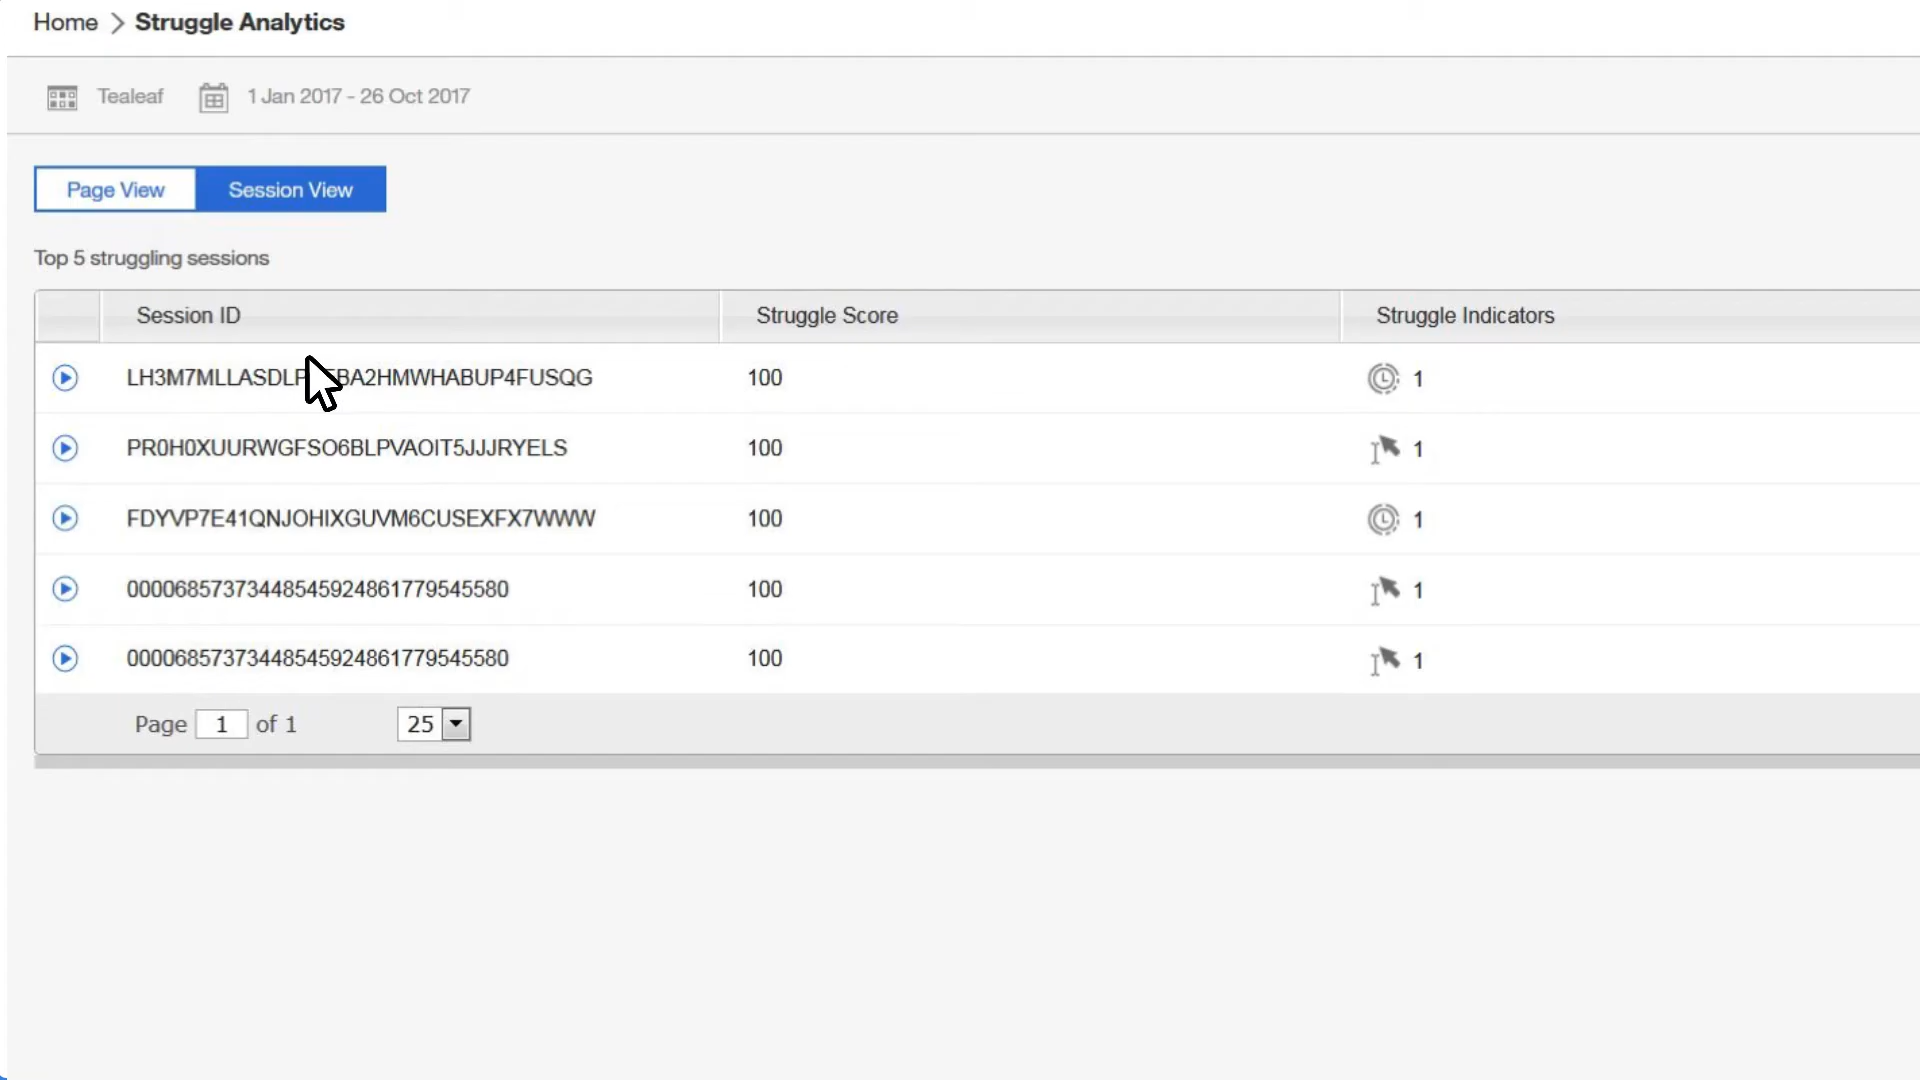 Home > Struggle Analytics
Tealeaf 1 Jan 2017 - 26 Oct 2017
Page View Session View
Top 5 struggling sessions
Session ID Struggle Score Struggle Indicators
100 1
PR0H0XUURWGFSO6BLPVAOIT5JJJRYELS 100 1
FDYVP7E41QNJOHIXGUVM6CUSEXFX7WWW 100 1
00006857373448545924861779545580 100 1
00006857373448545924861779545580 100 1
Page 1 of 1 25